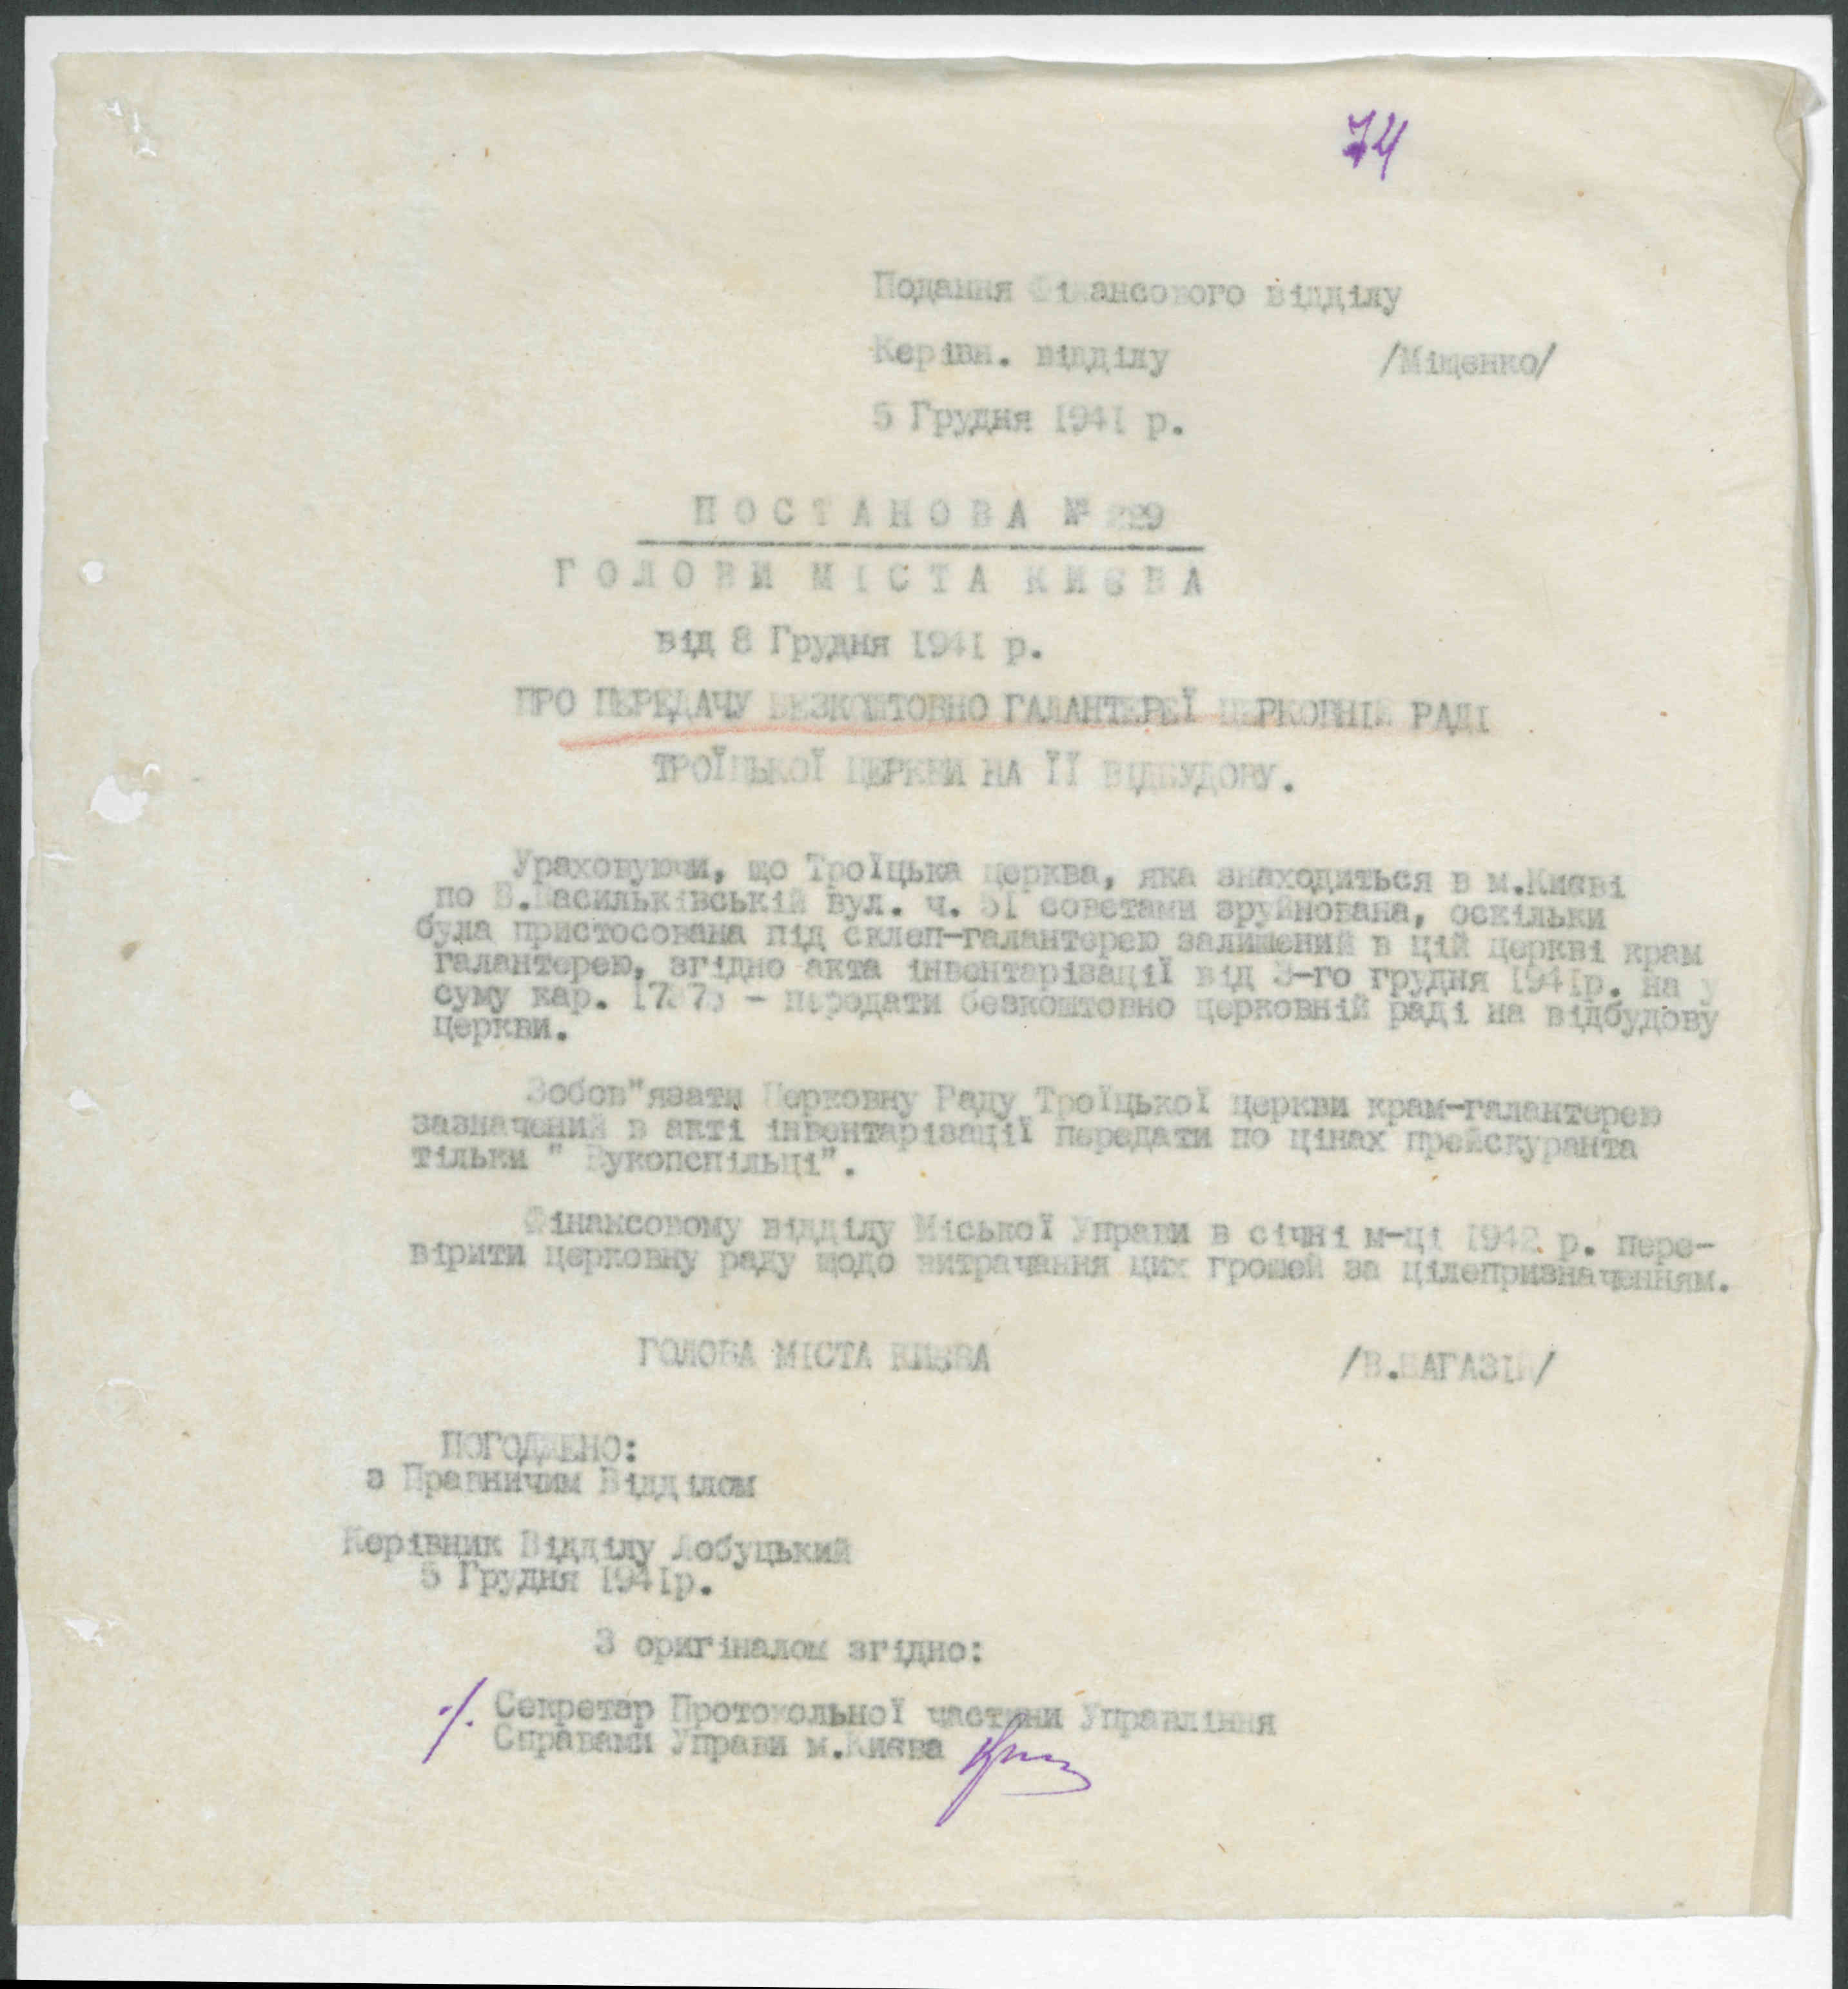 74
Подання Фінансового відділу
Керівн. відділу /Міщенко/
5 Грудня 1941 р.
ПОСТАНОВА № 229
ГОЛОВИ МІСТА КИЄВА
від 8 Грудня 1941 р.
ПРО ПЕРЕДАЧУ БЕЗКОШТОВНО ГАЛАНТЕРЕЇ ЦЕРКОВНІЙ РАДІ
ТРОЇЦЬКОЇ ЦЕРКВИ НА ЇЇ ВІДБУДОВУ.
Ураховуючи, що Троїцька церква, яка знаходиться в м.Києві
по В.Васильківській вул. ч. 51 советами зруйнована, оскільки
була пристосована під склеп-галантерею залишений в цій церкві крам
галантерею, згідно акта інвентарізації від 3-го грудня 1941р. на у
суму кар. - передати безкоштовно церковній раді на відбудову
церкви.
Зобов"язати Церковну Раду Троїцької церкви крам-галантерею
зазначений в акті інвентарізації передати по цінах прейскуранта
тільки " Вукопспільці".
Фінансовому відділу Міської Управи в січні м-ці 1942 р. пере-
вірити церковну раду щодо витрачання цих грошей за цілепризначенням.
ГОЛОВА МІСТА КИЄВА /В.БАГАЗІЙ/
ПОГОДЖЕНО:
з Правничим Відділом
Керівник Відділу Лобуцький
5 Грудня 1941р.
З оригіналом згідно:
Секретар Протокольної частини Управління
Справами Управи м.Києва